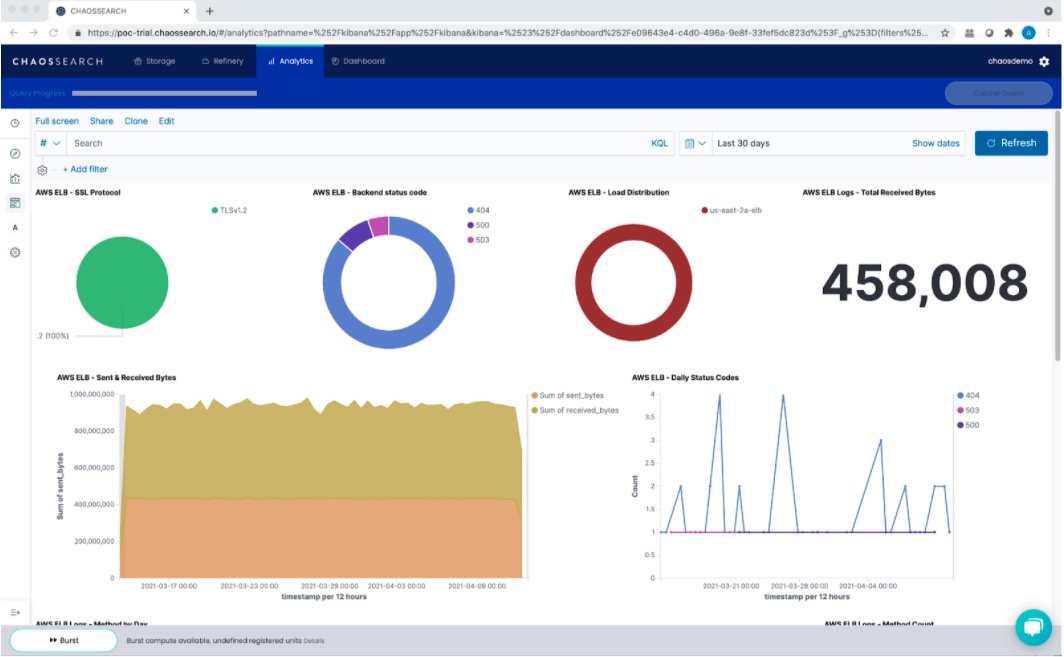 CHAOSSEARCH
https://poc-trial.chaossearch.io/#/analytics?pathname=%252Fkibana%252Fapp%252Fkibana&kibana=%2523%252Fdashboard%252Fe09643e4-c4d0-496a-9e8f-33fef5dc823d%253F_g%253D(filters%25...
A
CHAOSSEARCH Storage Refinery Analytics Dashboard chaosdemo
Query Progress Cancel Query
Full screen Share Clone Edit
# Search KQL Last 30 days Show dates Refresh
+ Add filter
A
AWS ELB - SSL Protocol
TLSv1.2
.2 (100%)
AWS ELB - Backend status code
404
500
503
AWS ELB - Load Distribution
us-east-2a-elb
AWS ELB Logs - Total Received Bytes
458,008
AWS ELB - Sent & Received Bytes
Sum of sent_bytes
Sum of received_bytes
Sum of sent_bytes
1,000,000,000
800,000,000
600,000,000
400,000,000
200,000,000
0
2021-03-17 00:00 2021-03-23 00:00 2021-03-29 00:00 2021-04-03 00:00 2021-04-09 00:00
timestamp per 12 hours
AWS ELB - Daily Status Codes
404
503
500
Count
4
3.5
3
2.5
2
1.5
1
0.5
0
2021-03-21 00:00 2021-03-28 00:00 2021-04-04 00:00
timestamp per 12 hours
AWS ELB Logs - Method by Day
AWS ELB Logs - Method Count
Burst Burst compute available, undefined registered units Details